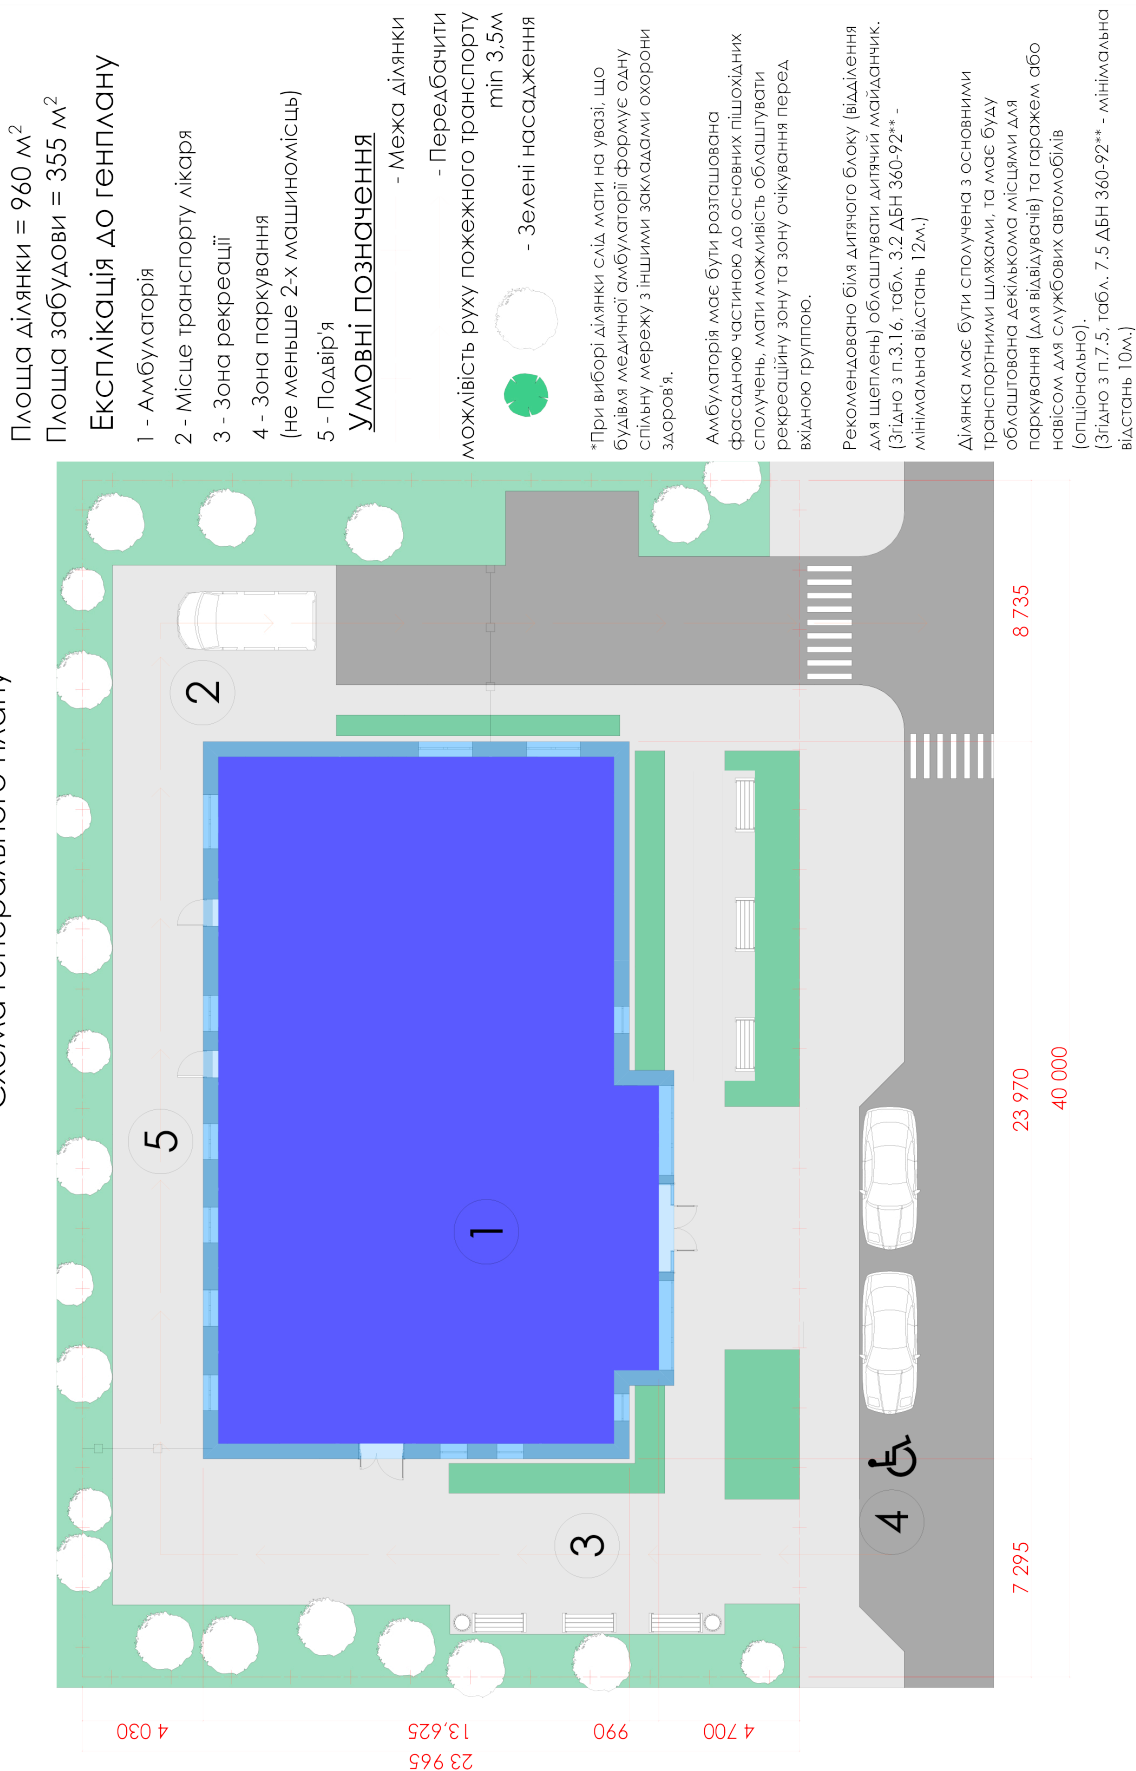 Схема генерального плану
Площа ділянки = 960 м²
Площа забудови = 355 м²
Експлікація до генплану
1 - Амбулаторія
2 - Місце транспорту лікаря
3 - Зона рекреації
4 - Зона паркування
(не меньше 2-х машиномісць)
5 - Подвір'я
Умовні позначення
- Межа ділянки
- Передбачити
можлівість руху пожежного транспорту
min 3,5м
- Зелені насадження
*При виборі ділянки слід мати на увазі, що
будівля медичної амбулаторії формує одну
спільну мережу з іншими закладами охорони
здоров'я.
Амбулаторія має бути розташована
фасадною частиною до основних пішохідних
сполучень, мати можливість облаштувати
рекреаційну зону та зону очікування перед
вхідною группою.
Рекомендовано біля дитячого блоку (відділення
для щеплень) облаштувати дитячий майданчик.
(Згідно з п.3.16, табл. 3.2 ДБН 360-92** -
мінімальна відстань 12м.)
Ділянка має бути сполучена з основним
транспортними шляхами, та має буду
облаштована декількома місцями для
паркування (для відвідувачів) та гаражем або
навісом для службових автомобілів
(опціонально).
(Згідно з п.7.5, табл. 7.5 ДБН 360-92** - мінімальна
відстань 10м.)
2
5
1
3
4
4 030
13,625
990
4 700
23 965
7 295
23 970
8 735
40 000